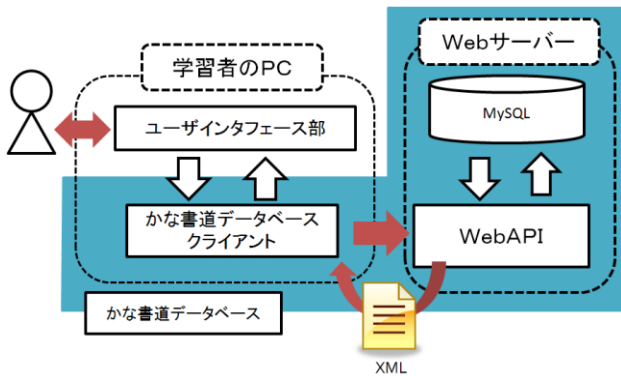 学習者のPC
ユーザインタフェース部
かな書道データベース
クライアント
かな書道データベース
Webサーバー
MySQL
WebAPI
XML